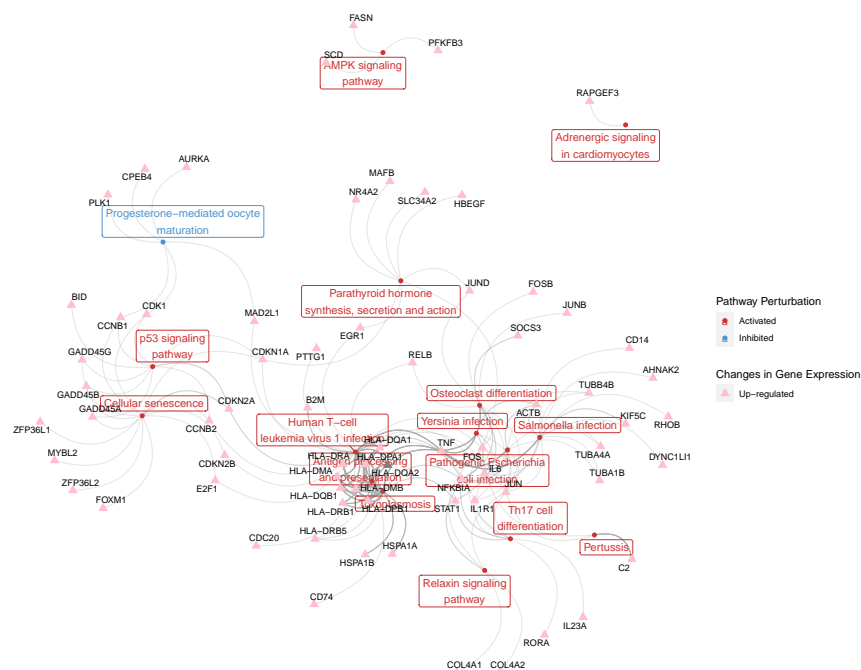 FASN
PFKFB3
SCD
AMPK signaling
pathway
RAPGEF3
Adrenergic signaling
in cardiomyocytes
AURKA
CPEB4
PLK1
Progesterone−mediated oocyte
maturation
MAFB
NR4A2
SLC34A2
HBEGF
JUND
FOSB
Parathyroid hormone
synthesis, secretion and action
BID
CDK1
CCNB1
MAD2L1
JUNB
SOCS3
EGR1
p53 signaling
pathway
GADD45G
CDKN1A
PTTG1
RELB
CD14
AHNAK2
TUBB4B
GADD45B
Cellular senescence
GADD45A
CDKN2A
B2M
Osteoclast differentiation
ACTB
KIF5C
RHOB
ZFP36L1
CCNB2
Human T−cell
leukemia virus 1 infection
Yersinia infection
Salmonella infection
HLA−DQA1
TNF
MYBL2
CDKN2B
HLA−DRA
HLA−DPA1
FOS
TUBA4A
DYNC1LI1
Antigen processing
and presentation
Pathogenic Escherichia
coli infection
HLA−DMA
HLA−DQA2
IL6
TUBA1B
ZFP36L2
E2F1
HLA−DMB
NFKBIA
JUN
FOXM1
HLA−DQB1
Toxoplasmosis
HLA−DPB1
STAT1
IL1R1
HLA−DRB1
Th17 cell
differentiation
HLA−DRB5
CDC20
HSPA1A
HSPA1B
Pertussis
C2
Relaxin signaling
pathway
CD74
IL23A
RORA
COL4A1
COL4A2
Pathway Perturbation
Activated
Inhibited
Changes in Gene Expression
Up−regulated